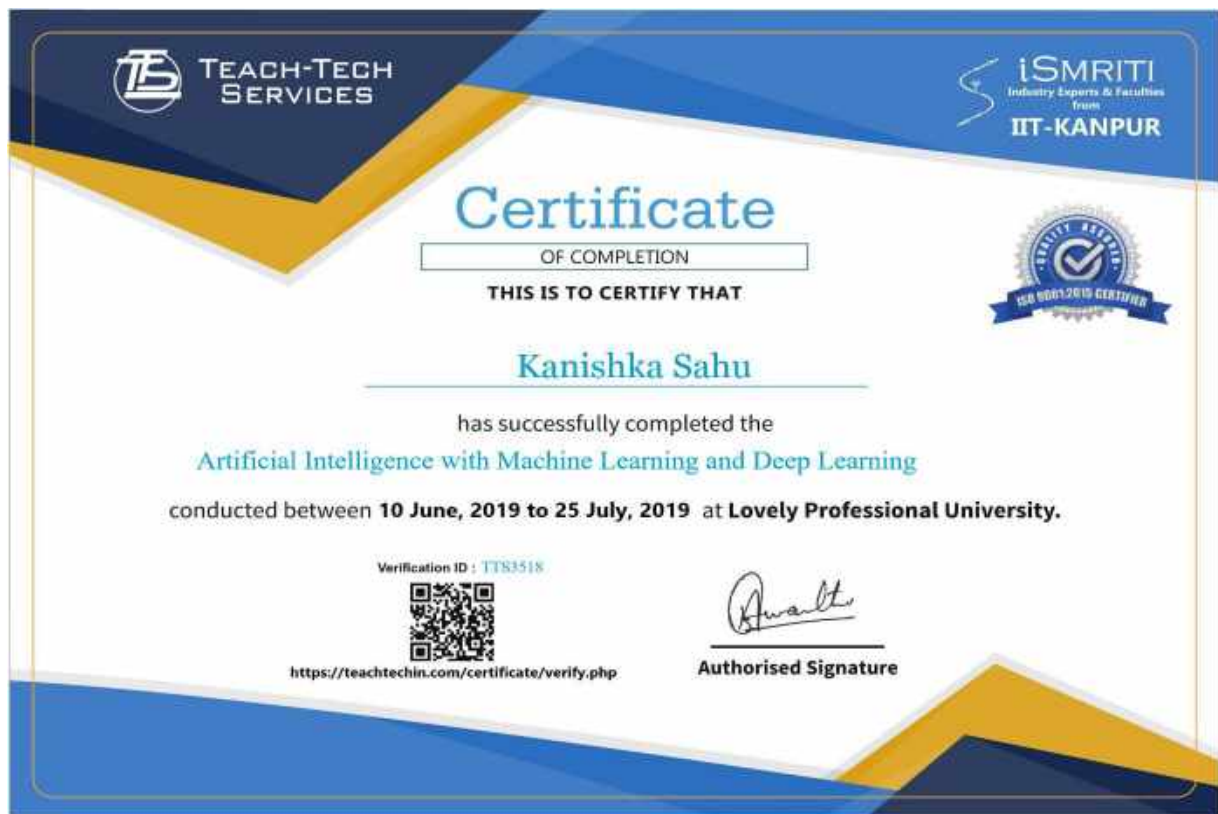 TEACH-TECH
SERVICES
iSMRITI
Industry Experts & Faculties
from
IIT-KANPUR
Certificate
OF COMPLETION
THIS IS TO CERTIFY THAT
QUALITY ASSURED
ISO 9001:2015 CERTIFIED
Kanishka Sahu
has successfully completed the
Artificial Intelligence with Machine Learning and Deep Learning
conducted between 10 June, 2019 to 25 July, 2019 at Lovely Professional University.
Verification ID : TTS3518
https://teachtechin.com/certificate/verify.php
Authorised Signature